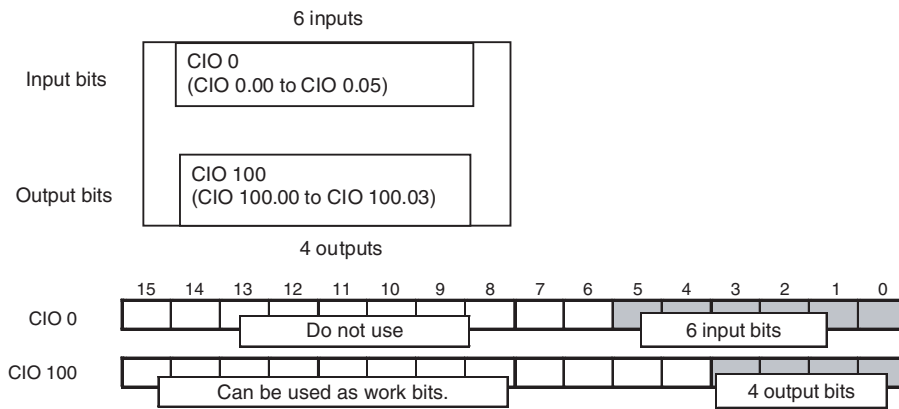 6 inputs
Input bits
CIO 0
(CIO 0.00 to CIO 0.05)
Output bits
CIO 100
(CIO 100.00 to CIO 100.03)
4 outputs
15 14 13 12 11 10 9 8 7 6 5 4 3 2 1 0
CIO 0
Do not use
6 input bits
CIO 100
Can be used as work bits.
4 output bits